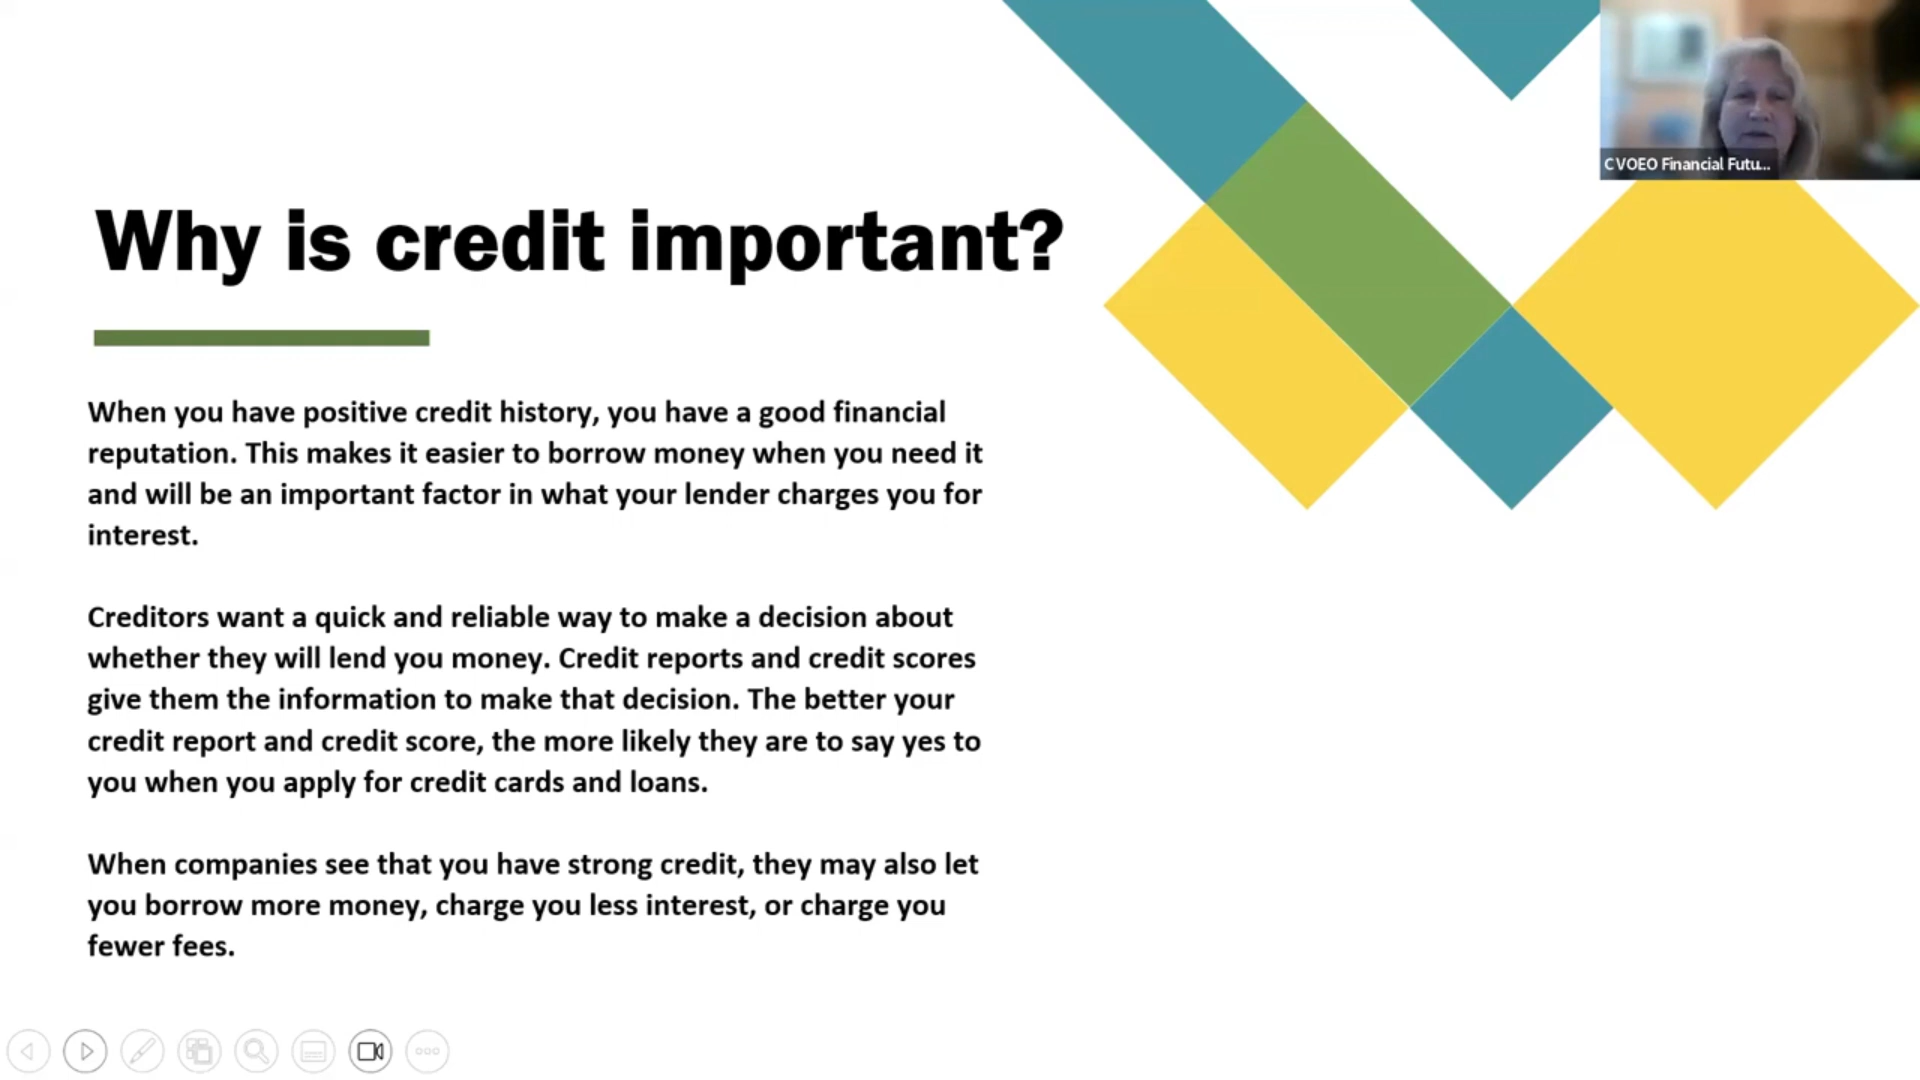 CVOEO Financial Futu...
Why is credit important?
When you have positive credit history, you have a good financial
reputation. This makes it easier to borrow money when you need it
and will be an important factor in what your lender charges you for
interest.
Creditors want a quick and reliable way to make a decision about
whether they will lend you money. Credit reports and credit scores
give them the information to make that decision. The better your
credit report and credit score, the more likely they are to say yes to
you when you apply for credit cards and loans.
When companies see that you have strong credit, they may also let
you borrow more money, charge you less interest, or charge you
fewer fees.